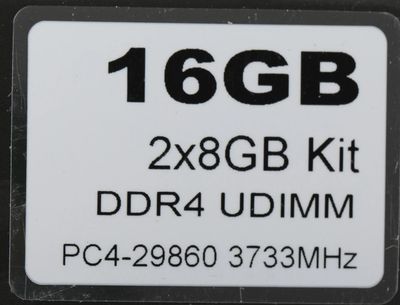 16GB
2x8GB Kit
DDR4 UDIMM
PC4-29860 3733MHz